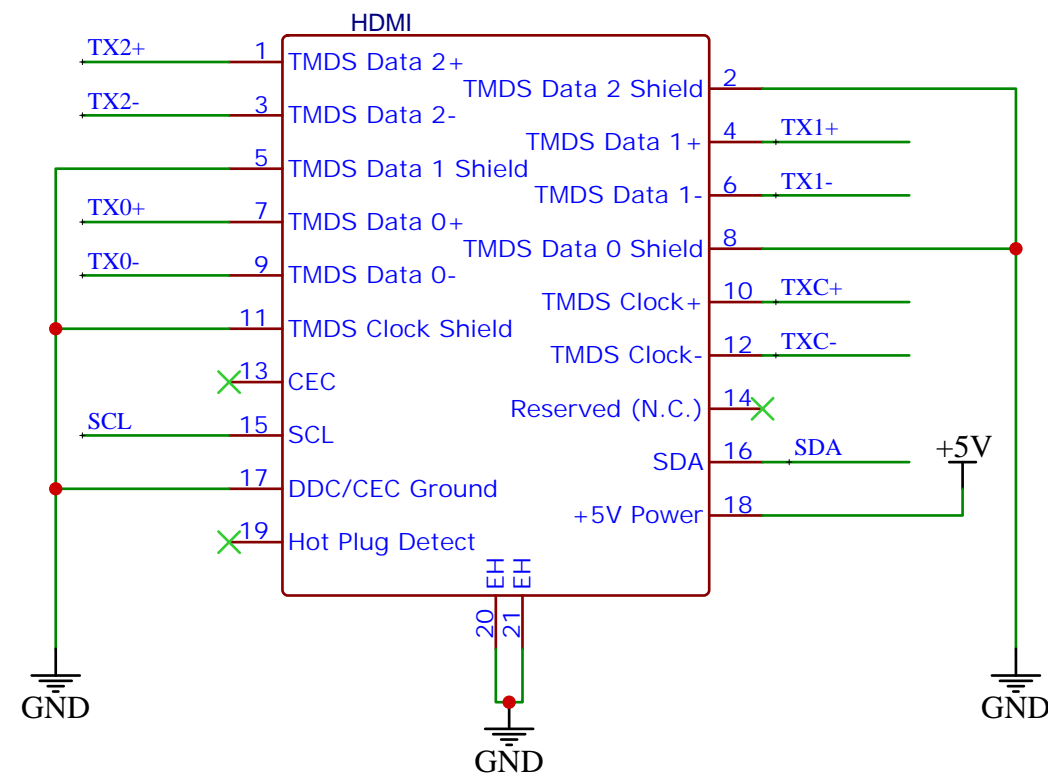 HDMI
TX2+ 1 TMDS Data 2+
TMDS Data 2 Shield 2
TX2- 3 TMDS Data 2-
TMDS Data 1+ 4 TX1+
5 TMDS Data 1 Shield
TMDS Data 1- 6 TX1-
TX0+ 7 TMDS Data 0+
TMDS Data 0 Shield 8
TX0- 9 TMDS Data 0-
TMDS Clock+ 10 TXC+
11 TMDS Clock Shield
TMDS Clock- 12 TXC-
13 CEC
Reserved (N.C.) 14
SCL 15 SCL
SDA 16 SDA
+5V
17 DDC/CEC Ground
+5V Power 18
19 Hot Plug Detect
EH
EH
20
21
GND
GND
GND